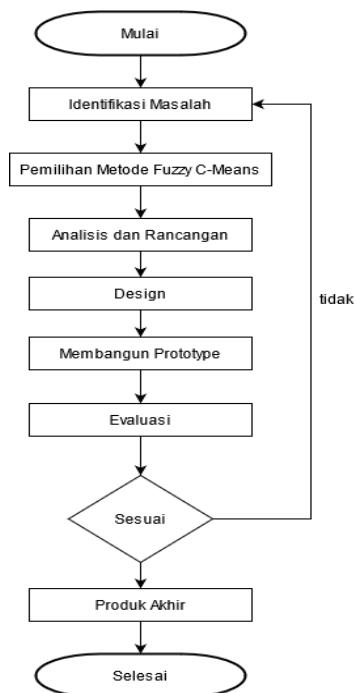 Mulai
Identifikasi Masalah
Pemilihan Metode Fuzzy C-Means
Analisis dan Rancangan
Design
tidak
Membangun Prototype
Evaluasi
Sesuai
Produk Akhir
Selesai